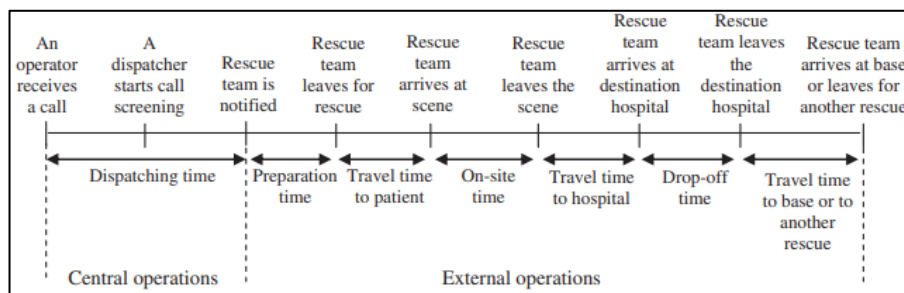 An
operator
receives
a call
A
dispatcher
starts call
screening
Rescue
team is
notified
Rescue
team
leaves for
rescue
Rescue
team
arrives at
scene
Rescue
team
leaves the
scene
Rescue
team
arrives at
destination
hospital
Rescue
team leaves
the
destination
hospital
Rescue team
arrives at base
or leaves for
another rescue
Dispatching time
Preparation
time
Travel time
to patient
On-site
time
Travel time
to hospital
Drop-off
time
Travel time
to base or to
another
rescue
Central operations
External operations